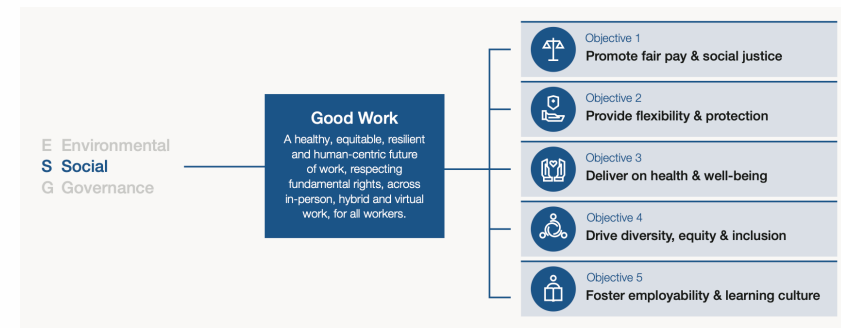 E Environmental
S Social
G Governance
Good Work
A healthy, equitable, resilient
and human-centric future
of work, respecting
fundamental rights, across
in-person, hybrid and virtual
work, for all workers.
Objective 1
Promote fair pay & social justice
Objective 2
Provide flexibility & protection
Objective 3
Deliver on health & well-being
Objective 4
Drive diversity, equity & inclusion
Objective 5
Foster employability & learning culture